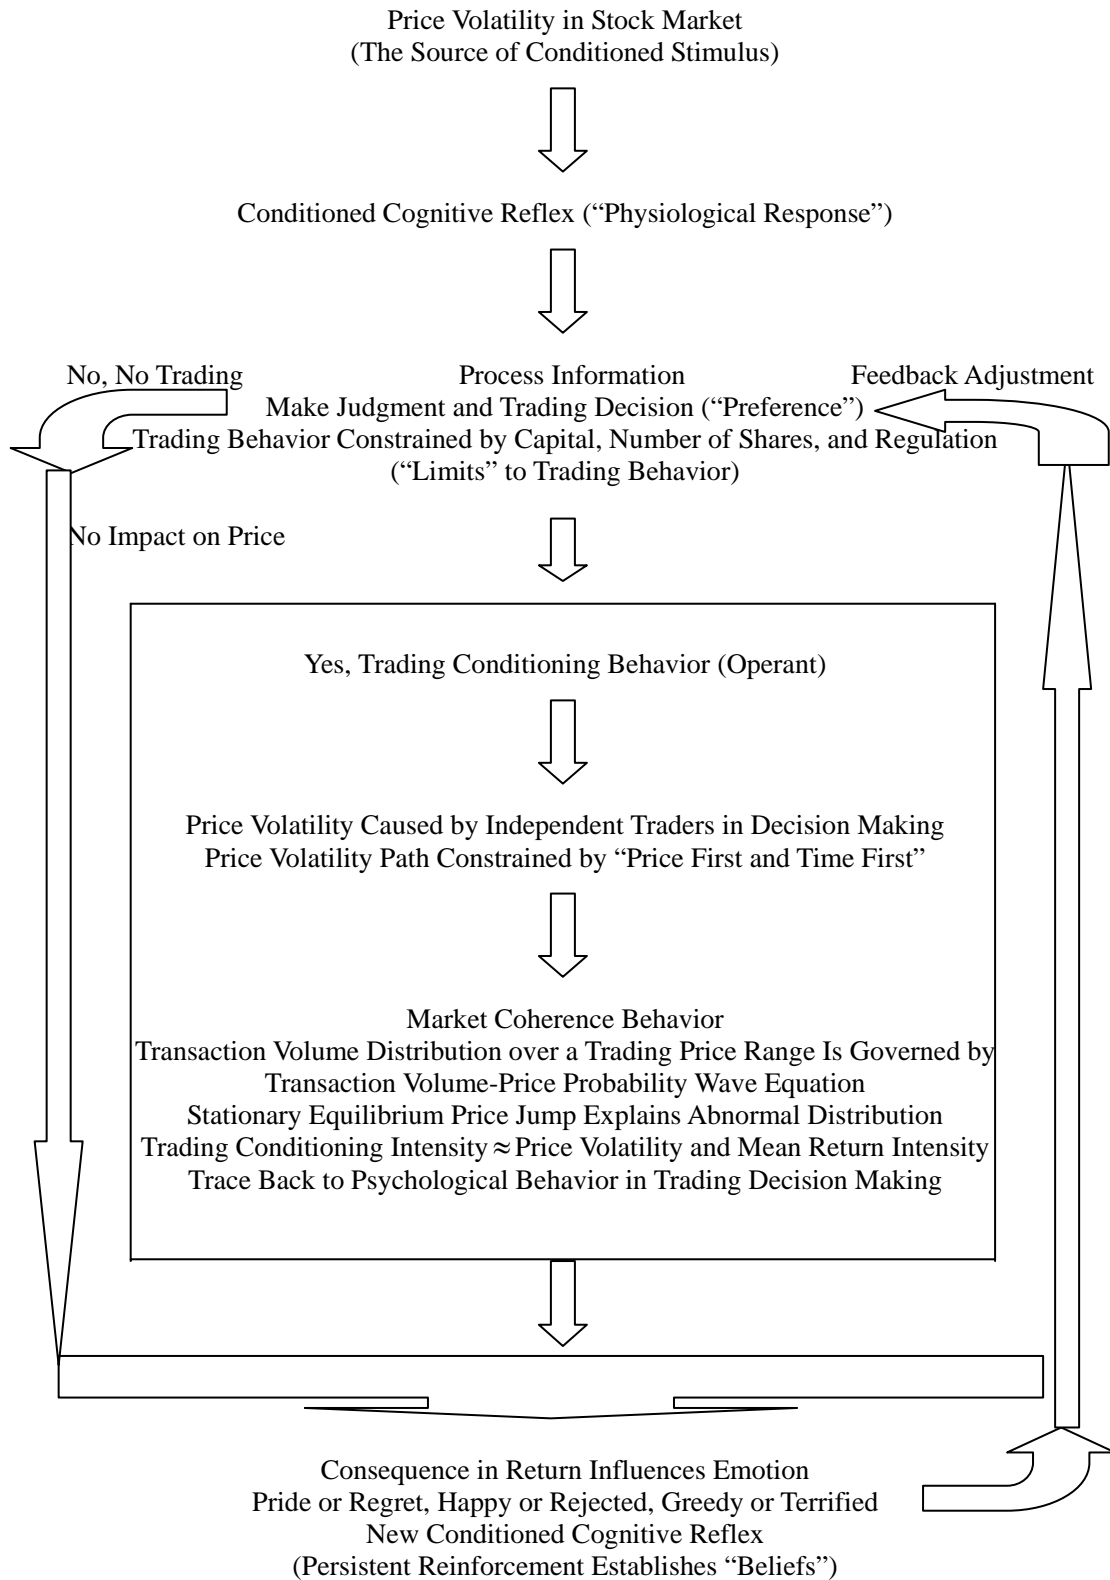 Price Volatility in Stock Market
(The Source of Conditioned Stimulus)
Conditioned Cognitive Reflex (“Physiological Response”)
No, No Trading
Process Information
Feedback Adjustment
Make Judgment and Trading Decision (“Preference”)
Trading Behavior Constrained by Capital, Number of Shares, and Regulation
(“Limits” to Trading Behavior)
No Impact on Price
Yes, Trading Conditioning Behavior (Operant)
Price Volatility Caused by Independent Traders in Decision Making
Price Volatility Path Constrained by “Price First and Time First”
Market Coherence Behavior
Transaction Volume Distribution over a Trading Price Range Is Governed by
Transaction Volume-Price Probability Wave Equation
Stationary Equilibrium Price Jump Explains Abnormal Distribution
Trading Conditioning Intensity ≈ Price Volatility and Mean Return Intensity
Trace Back to Psychological Behavior in Trading Decision Making
Consequence in Return Influences Emotion
Pride or Regret, Happy or Rejected, Greedy or Terrified
New Conditioned Cognitive Reflex
(Persistent Reinforcement Establishes “Beliefs”)